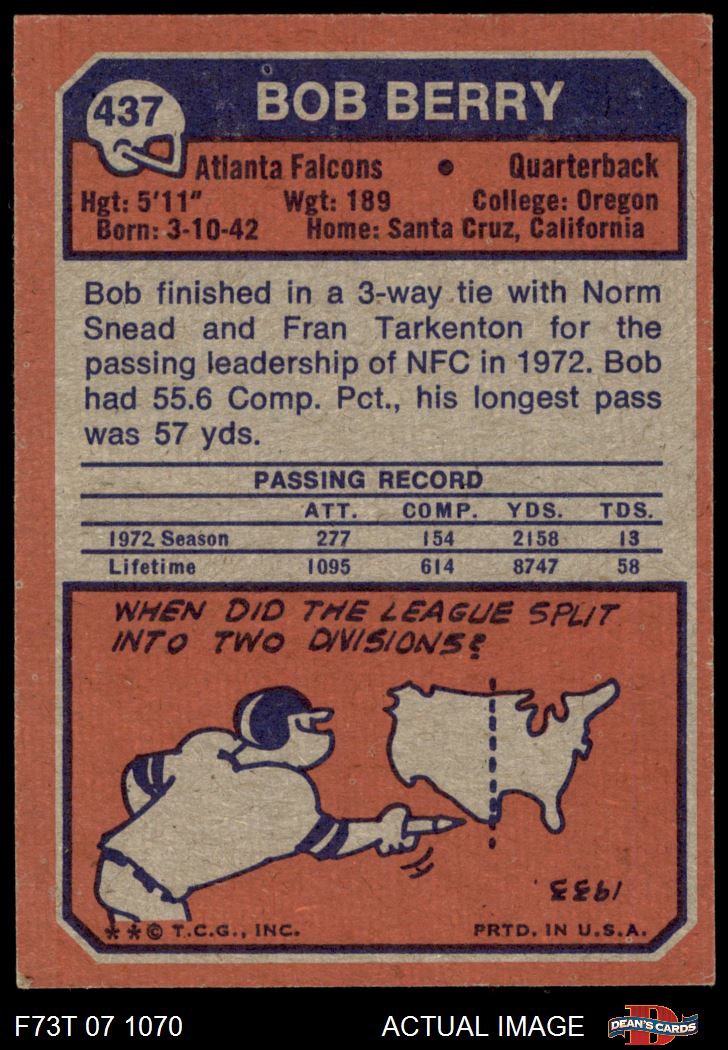 437
BOB BERRY
Atlanta Falcons • Quarterback
Hgt: 5'11" Wgt: 189 College: Oregon
Born: 3-10-42 Home: Santa Cruz, California
Bob finished in a 3-way tie with Norm
Snead and Fran Tarkenton for the
passing leadership of NFC in 1972. Bob
had 55.6 Comp. Pct., his longest pass
was 57 yds.
PASSING RECORD
ATT. COMP. YDS. TDS.
1972 Season 277 154 2158 13
Lifetime 1095 614 8747 58
WHEN DID THE LEAGUE SPLIT
INTO TWO DIVISIONS?
1933
**© T.C.G., INC. PRTD. IN U.S.A.
F73T 07 1070 ACTUAL IMAGE D DEAN'S CARDS